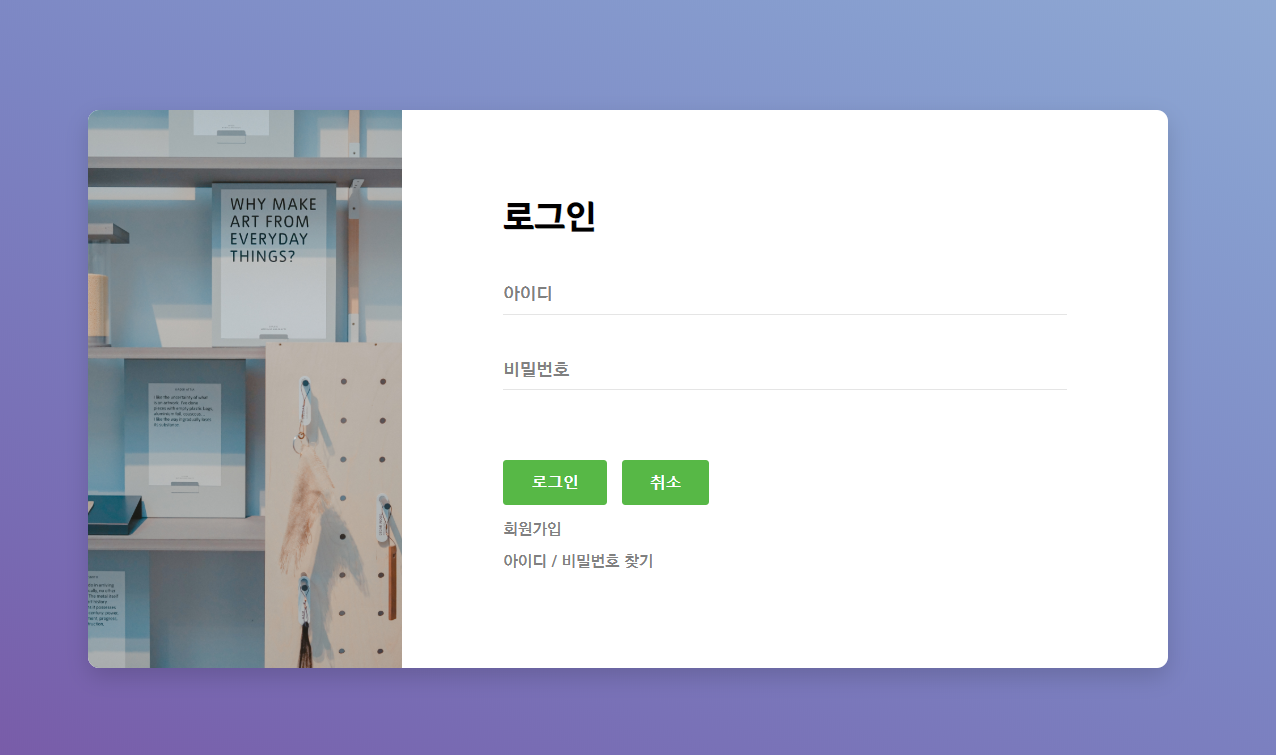 WHY MAKE
ART FROM
EVERYDAY
THINGS?
로그인
아이디
비밀번호
로그인
취소
회원가입
아이디 / 비밀번호 찾기